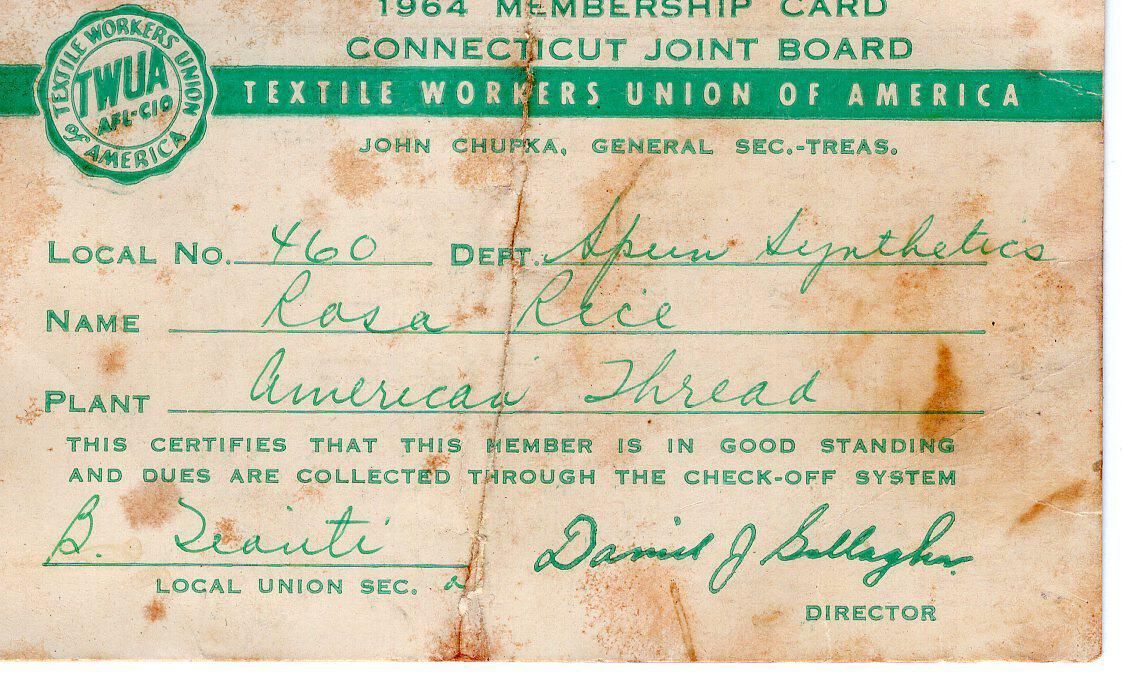 1964 MEMBERSHIP CARD
CONNECTICUT JOINT BOARD
TEXTILE WORKERS UNION OF AMERICA
TWUA
AFL-CIO
TEXTILE WORKERS UNION OF AMERICA
JOHN CHUPKA, GENERAL SEC.-TREAS.
LOCAL NO. 460 DEPT. Spun Synthetics
NAME Rosa Rice
PLANT American Thread
THIS CERTIFIES THAT THIS MEMBER IS IN GOOD STANDING
AND DUES ARE COLLECTED THROUGH THE CHECK-OFF SYSTEM
B. Daniel J Gallagher
LOCAL UNION SEC.
DIRECTOR